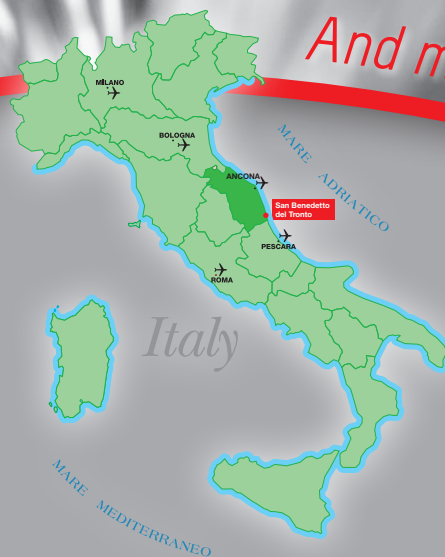 And m
MILANO
BOLOGNA
MARE ADRIATICO
ANCONA
San Benedetto
del Tronto
PESCARA
ROMA
Italy
MARE MEDITERRANEO